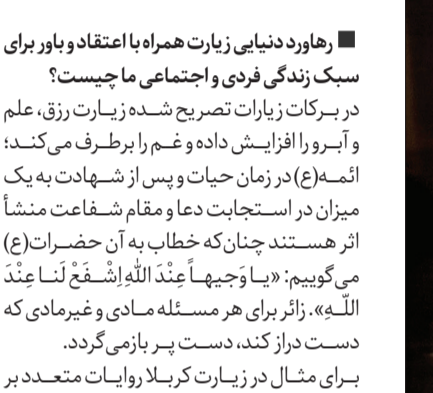 ■ رهاورد دنیایی زیارت همراه با اعتقاد و باور برای
سبک زندگی فردی و اجتماعی ما چیست؟
در برکات زیارات تصریح شده زیارت رزق، علم
و آبرو را افزایش داده و غم را برطرف می‌کند؛
ائمه(ع) در زمان حیات و پس از شهادت به یک
میزان در استجابت دعا و مقام شفاعت منشأ
اثر هستند چنان‌که خطاب به آن حضرات(ع)
می‌گوییم: «یا وَجیهاً عِنْدَ اللّهِ اِشْفَعْ لَنا عِنْدَ
اللّهِ». زائر برای هر مسئله مادی و غیرمادی که
دست دراز کند، دست پر بازمی‌گردد.
برای مثال در زیارت کربلا روایات متعدد بر